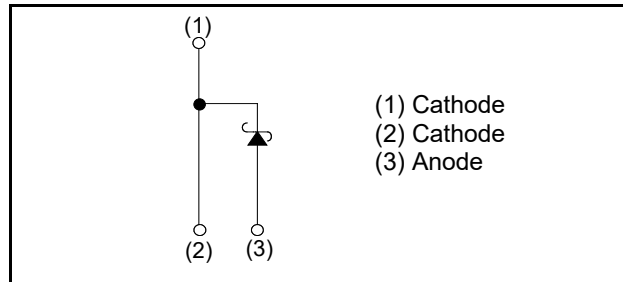 (1)
(1) Cathode
(2) Cathode
(3) Anode
(2) (3)